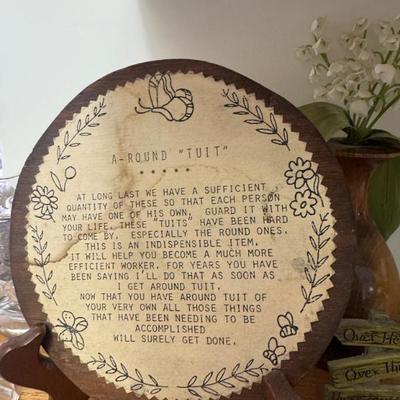 A-ROUND "TUIT"
* * * * *
AT LONG LAST WE HAVE A SUFFICIENT
QUANTITY OF THESE SO THAT EACH PERSON
MAY HAVE ONE OF HIS OWN, GUARD IT WITH
YOUR LIFE. THESE "TUITS" HAVE BEEN HARD
TO COME BY. ESPECIALLY THE ROUND ONES.
THIS IS AN INDISPENSIBLE ITEM.
IT WILL HELP YOU BECOME A MUCH MORE
EFFICIENT WORKER. FOR YEARS YOU HAVE
BEEN SAYING I'LL DO THAT AS SOON AS
I GET AROUND TUIT.
NOW THAT YOU HAVE AROUND TUIT OF
YOUR VERY OWN ALL THOSE THINGS
THAT HAVE BEEN NEEDING TO BE
ACCOMPLISHED
WILL SURELY GET DONE.
Over
Over The